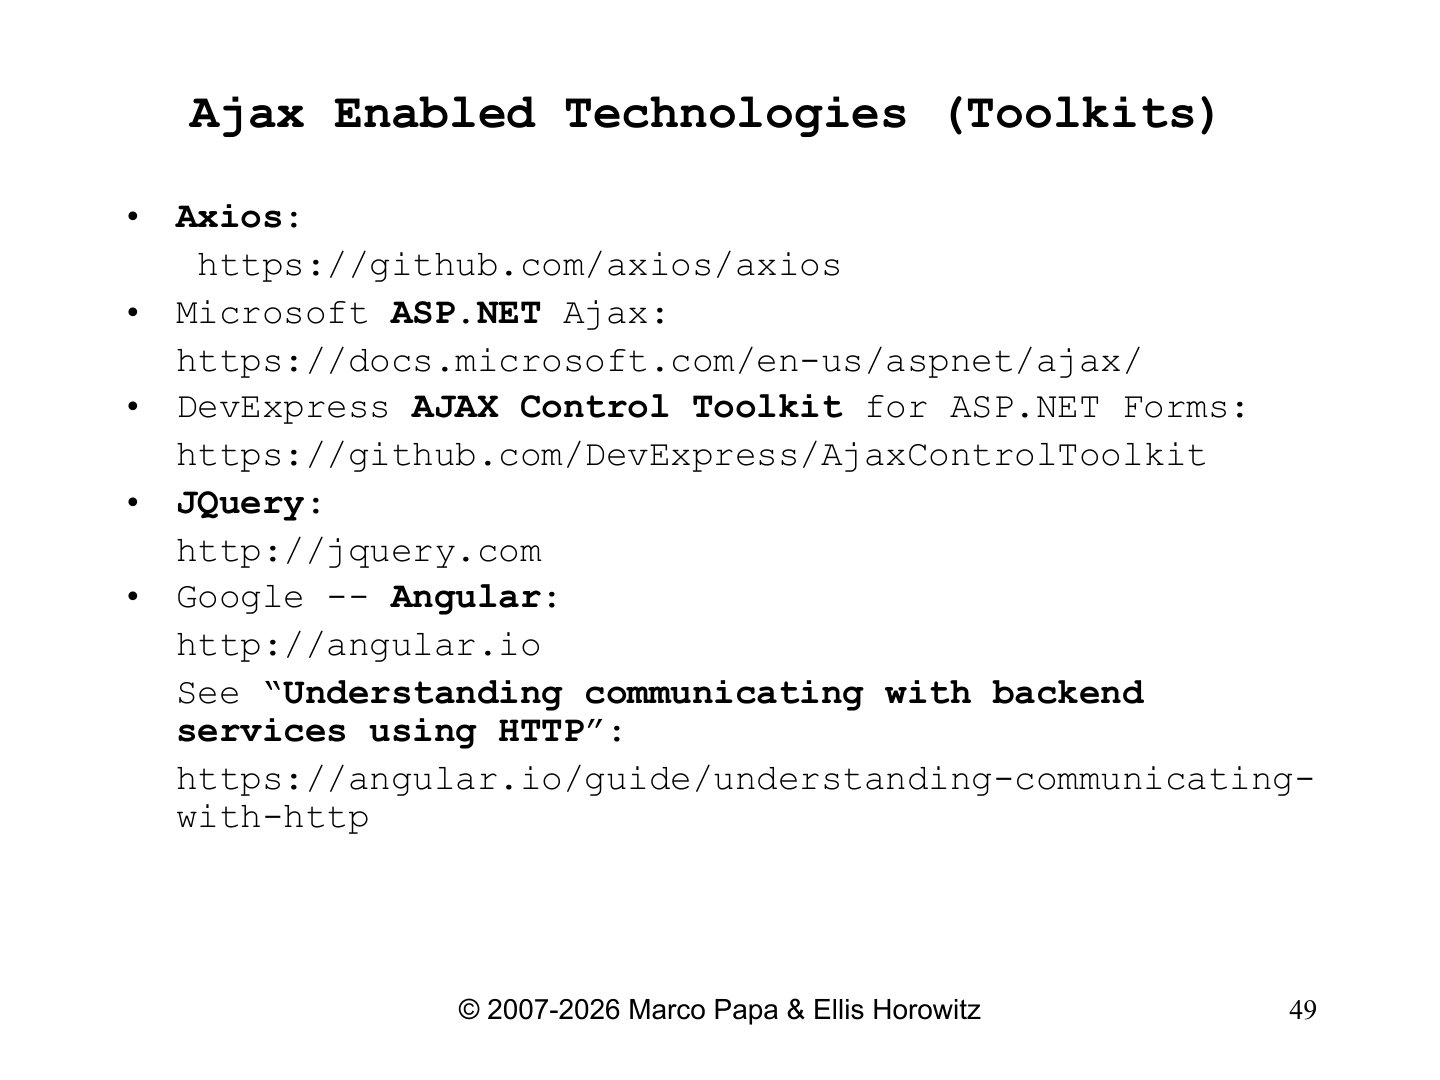 Ajax Enabled Technologies (Toolkits)
• Axios:
https://github.com/axios/axios
• Microsoft ASP.NET Ajax:
https://docs.microsoft.com/en-us/aspnet/ajax/
• DevExpress AJAX Control Toolkit for ASP.NET Forms:
https://github.com/DevExpress/AjaxControlToolkit
• JQuery:
http://jquery.com
• Google -- Angular:
http://angular.io
See “Understanding communicating with backend
services using HTTP”:
https://angular.io/guide/understanding-communicating-
with-http
© 2007-2026 Marco Papa & Ellis Horowitz
49